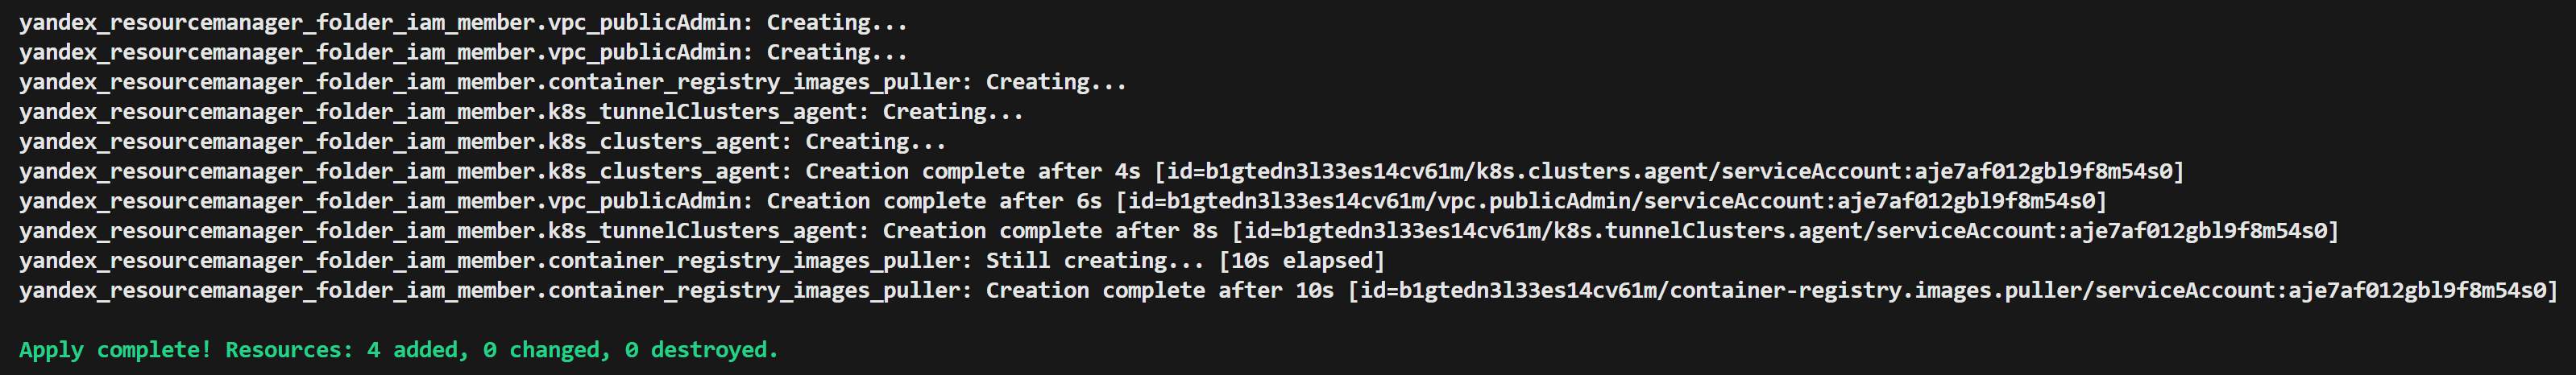 yandex_resourcemanager_folder_iam_member.vpc_publicAdmin: Creating...
yandex_resourcemanager_folder_iam_member.vpc_publicAdmin: Creating...
yandex_resourcemanager_folder_iam_member.container_registry_images_puller: Creating...
yandex_resourcemanager_folder_iam_member.k8s_tunnelClusters_agent: Creating...
yandex_resourcemanager_folder_iam_member.k8s_clusters_agent: Creating...
yandex_resourcemanager_folder_iam_member.k8s_clusters_agent: Creation complete after 4s [id=b1gtedn3l33es14cv61m/k8s.clusters.agent/serviceAccount:aje7af012gbl9f8m54s0]
yandex_resourcemanager_folder_iam_member.vpc_publicAdmin: Creation complete after 6s [id=b1gtedn3l33es14cv61m/vpc.publicAdmin/serviceAccount:aje7af012gbl9f8m54s0]
yandex_resourcemanager_folder_iam_member.k8s_tunnelClusters_agent: Creation complete after 8s [id=b1gtedn3l33es14cv61m/k8s.tunnelClusters.agent/serviceAccount:aje7af012gbl9f8m54s0]
yandex_resourcemanager_folder_iam_member.container_registry_images_puller: Still creating... [10s elapsed]
yandex_resourcemanager_folder_iam_member.container_registry_images_puller: Creation complete after 10s [id=b1gtedn3l33es14cv61m/container-registry.images.puller/serviceAccount:aje7af012gbl9f8m54s0]
Apply complete! Resources: 4 added, 0 changed, 0 destroyed.